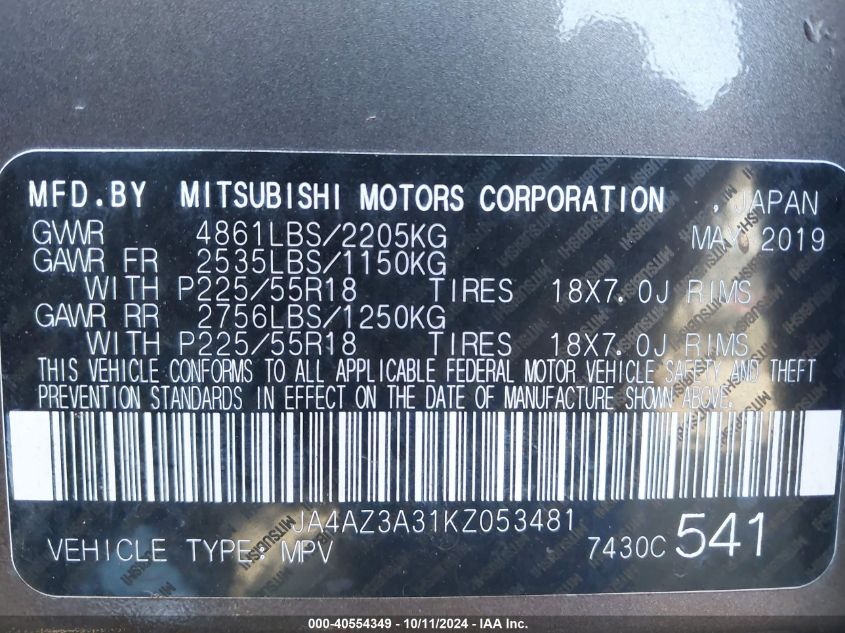 MFD.BY MITSUBISHI MOTORS CORPORATION , JAPAN
GVWR 4861LBS/2205KG MAY 2019
GAWR FR 2535LBS/1150KG
WITH P225/55R18 TIRES 18X7.0J RIMS
GAWR RR 2756LBS/1250KG
WITH P225/55R18 TIRES 18X7.0J RIMS
THIS VEHICLE CONFORMS TO ALL APPLICABLE FEDERAL MOTOR VEHICLE SAFETY AND THEFT
PREVENTION STANDARDS IN EFFECT ON THE DATE OF MANUFACTURE SHOWN ABOVE.
JA4AZ3A31KZ053481
VEHICLE TYPE: MPV 7430C 541
000-40554349 - 10/11/2024 - IAA Inc.